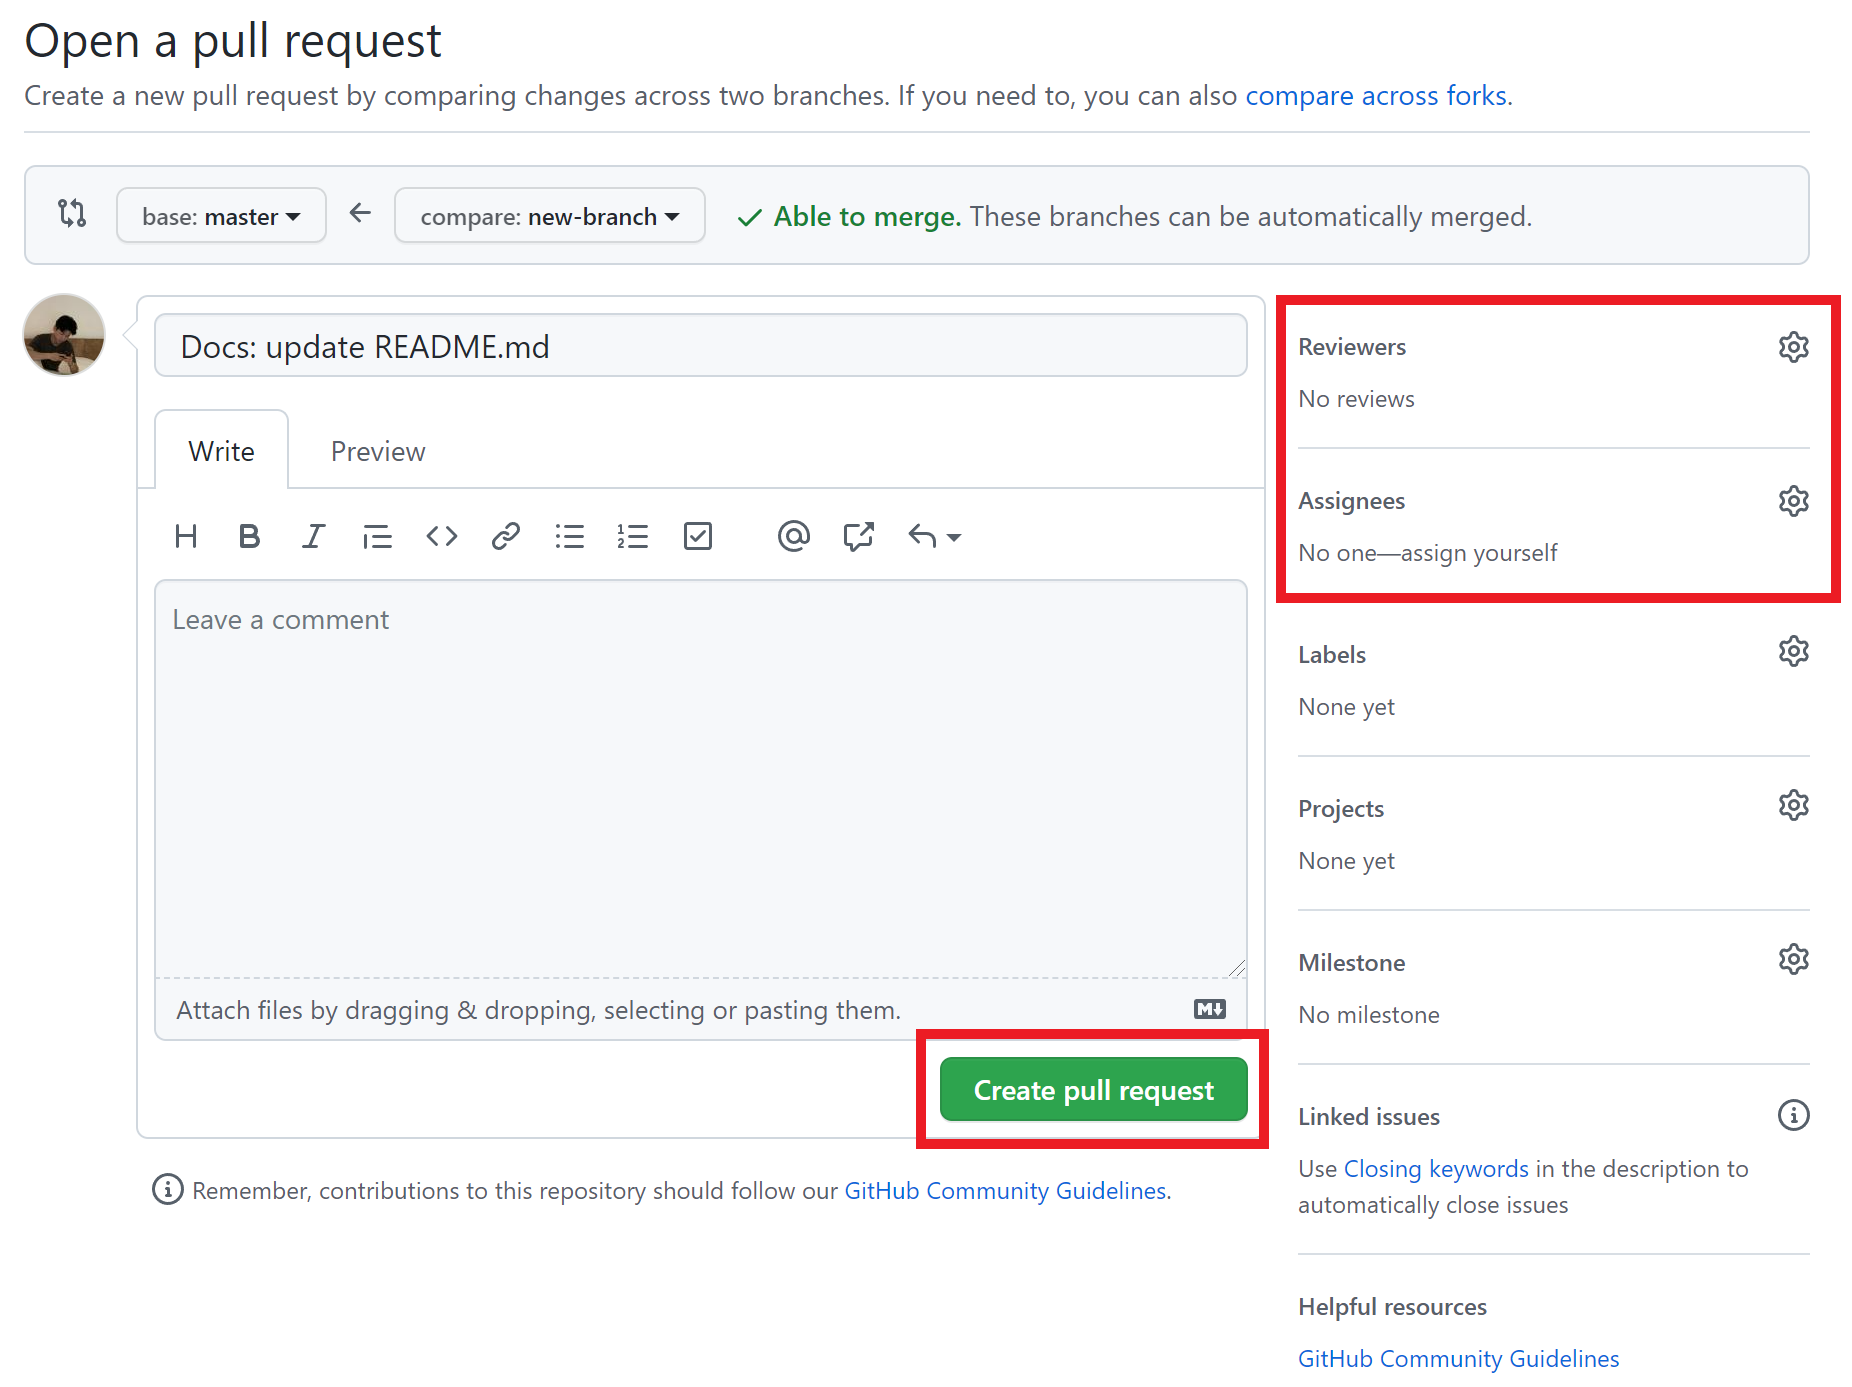 Open a pull request
Create a new pull request by comparing changes across two branches. If you need to, you can also compare across forks.
base: master
compare: new-branch
Able to merge. These branches can be automatically merged.
Docs: update README.md
Write
Preview
Leave a comment
Attach files by dragging & dropping, selecting or pasting them.
Create pull request
Remember, contributions to this repository should follow our GitHub Community Guidelines.
Reviewers
No reviews
Assignees
No one—assign yourself
Labels
None yet
Projects
None yet
Milestone
No milestone
Linked issues
Use Closing keywords in the description to
automatically close issues
Helpful resources
GitHub Community Guidelines